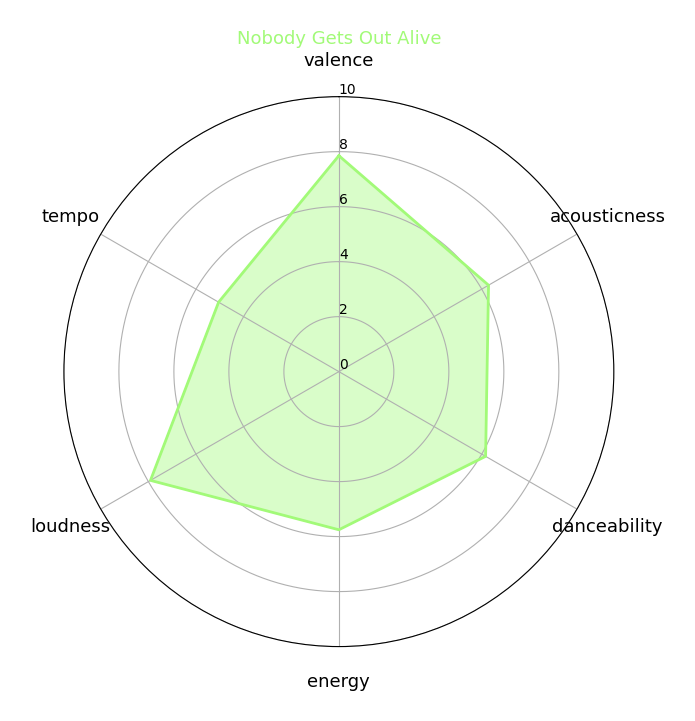 Nobody Gets Out Alive
valence
10
8
6
4
2
0
tempo
acousticness
loudness
danceability
energy